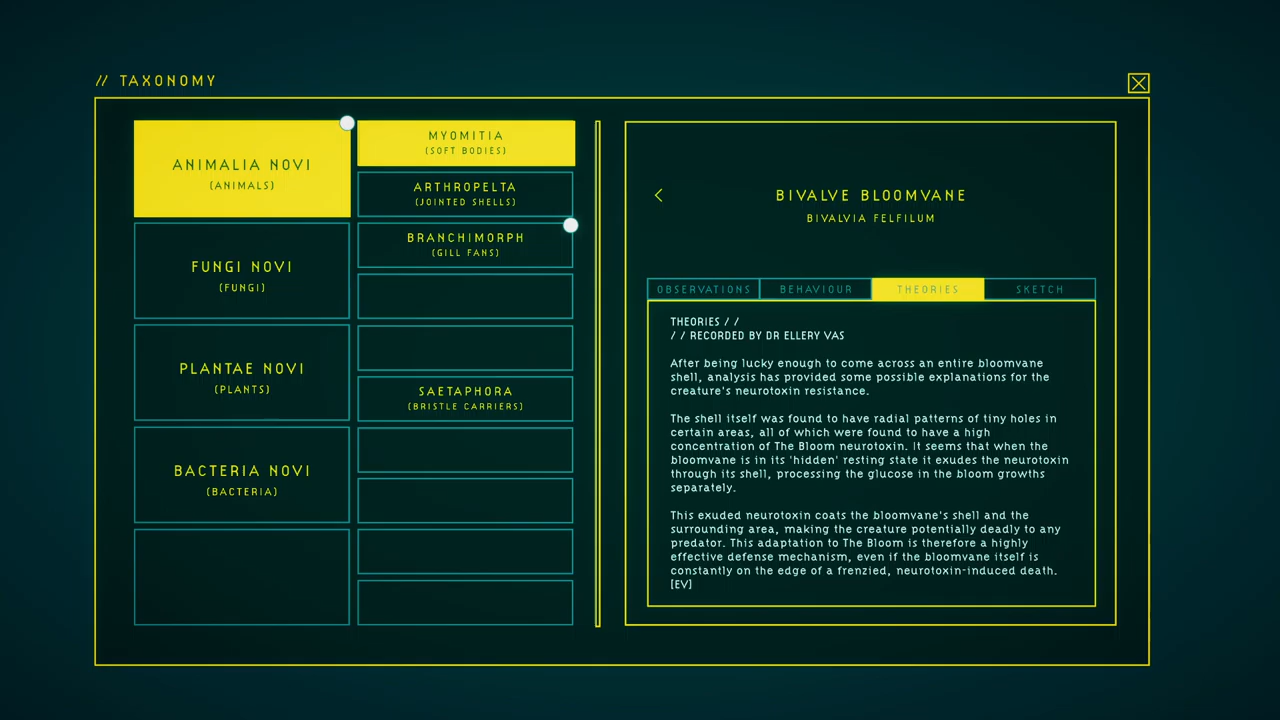 // TAXONOMY
ANIMALIA NOVI
(ANIMALS)
FUNGI NOVI
(FUNGI)
PLANTAE NOVI
(PLANTS)
BACTERIA NOVI
(BACTERIA)
MYOMITIA
(SOFT BODIES)
ARTHROPELTA
(JOINTED SHELLS)
BRANCHIMORPH
(GILL FANS)
SAETAPHORA
(BRISTLE CARRIERS)
BIVALVE BLOOMVANE
BIVALVIA FELFILUM
OBSERVATIONS
BEHAVIOUR
THEORIES
SKETCH
THEORIES / /
/ / RECORDED BY DR ELLERY VAS
After being lucky enough to come across an entire bloomvane
shell, analysis has provided some possible explanations for the
creature's neurotoxin resistance.
The shell itself was found to have radial patterns of tiny holes in
certain areas, all of which were found to have a high
concentration of The Bloom neurotoxin. It seems that when the
bloomvane is in its 'hidden' resting state it exudes the neurotoxin
through its shell, processing the glucose in the bloom growths
separately.
This exuded neurotoxin coats the bloomvane's shell and the
surrounding area, making the creature potentially deadly to any
predator. This adaptation to The Bloom is therefore a highly
effective defense mechanism, even if the bloomvane itself is
constantly on the edge of a frenzied, neurotoxin-induced death.
[EV]